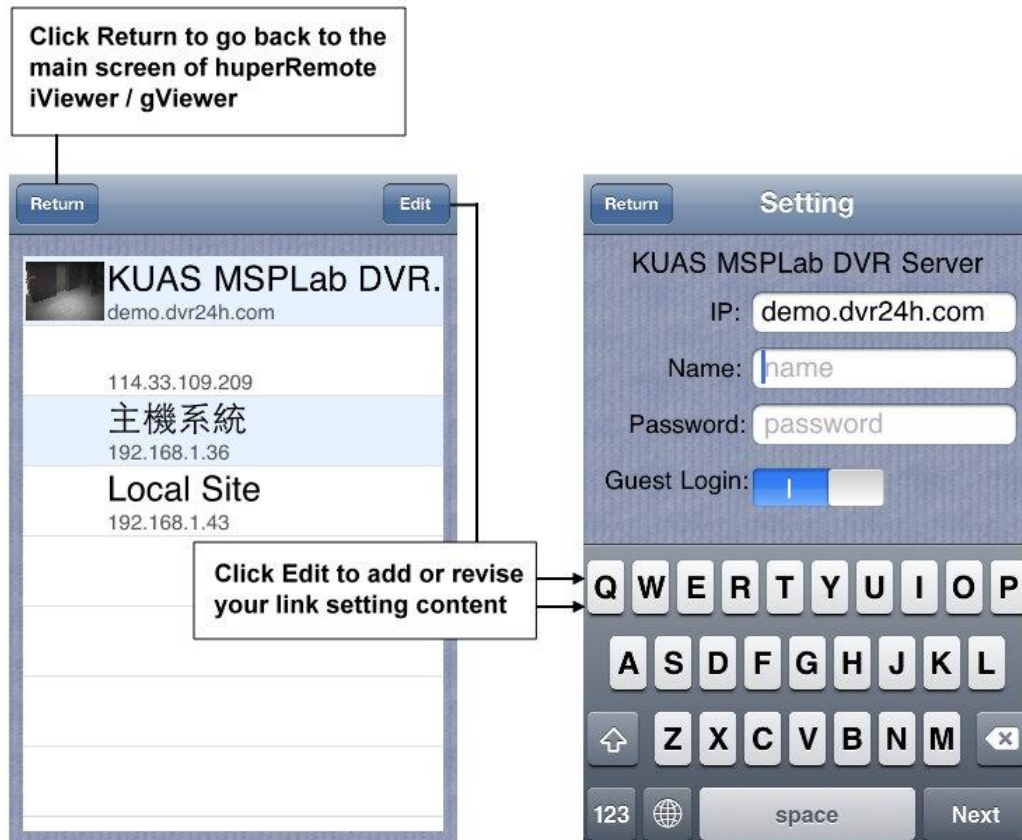 Click Return to go back to the
main screen of huperRemote
iViewer / gViewer
Return
Edit
KUAS MSPLab DVR.
demo.dvr24h.com
114.33.109.209
主機系統
192.168.1.36
Local Site
192.168.1.43
Click Edit to add or revise
your link setting content
Return
Setting
KUAS MSPLab DVR Server
IP: demo.dvr24h.com
Name: name
Password: password
Guest Login: I
Q W E R T Y U I O P
A S D F G H J K L
Z X C V B N M
123 space Next